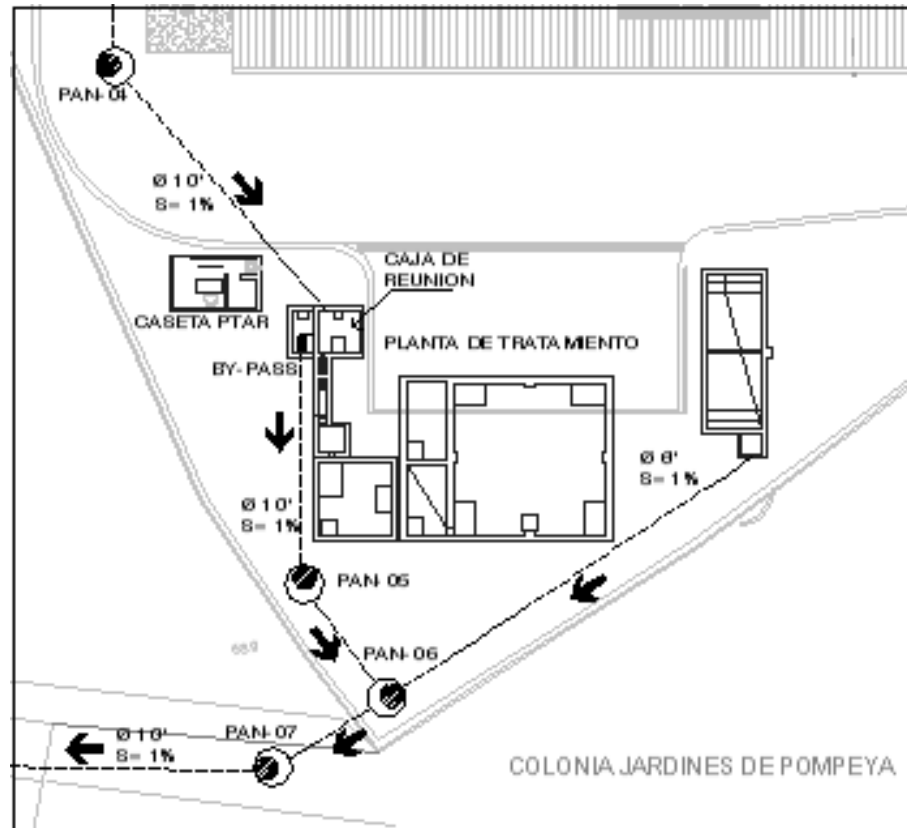 PAN-04
Ø 10'
S= 1%
CAJA DE
REUNION
CASETA PTAR
PLANTA DE TRATAMIENTO
BY-PASS
Ø 8'
S= 1%
Ø 10'
S= 1%
PAN-05
PAN-06
PAN-07
Ø 10'
S= 1%
COLONIA JARDINES DE POMPEYA